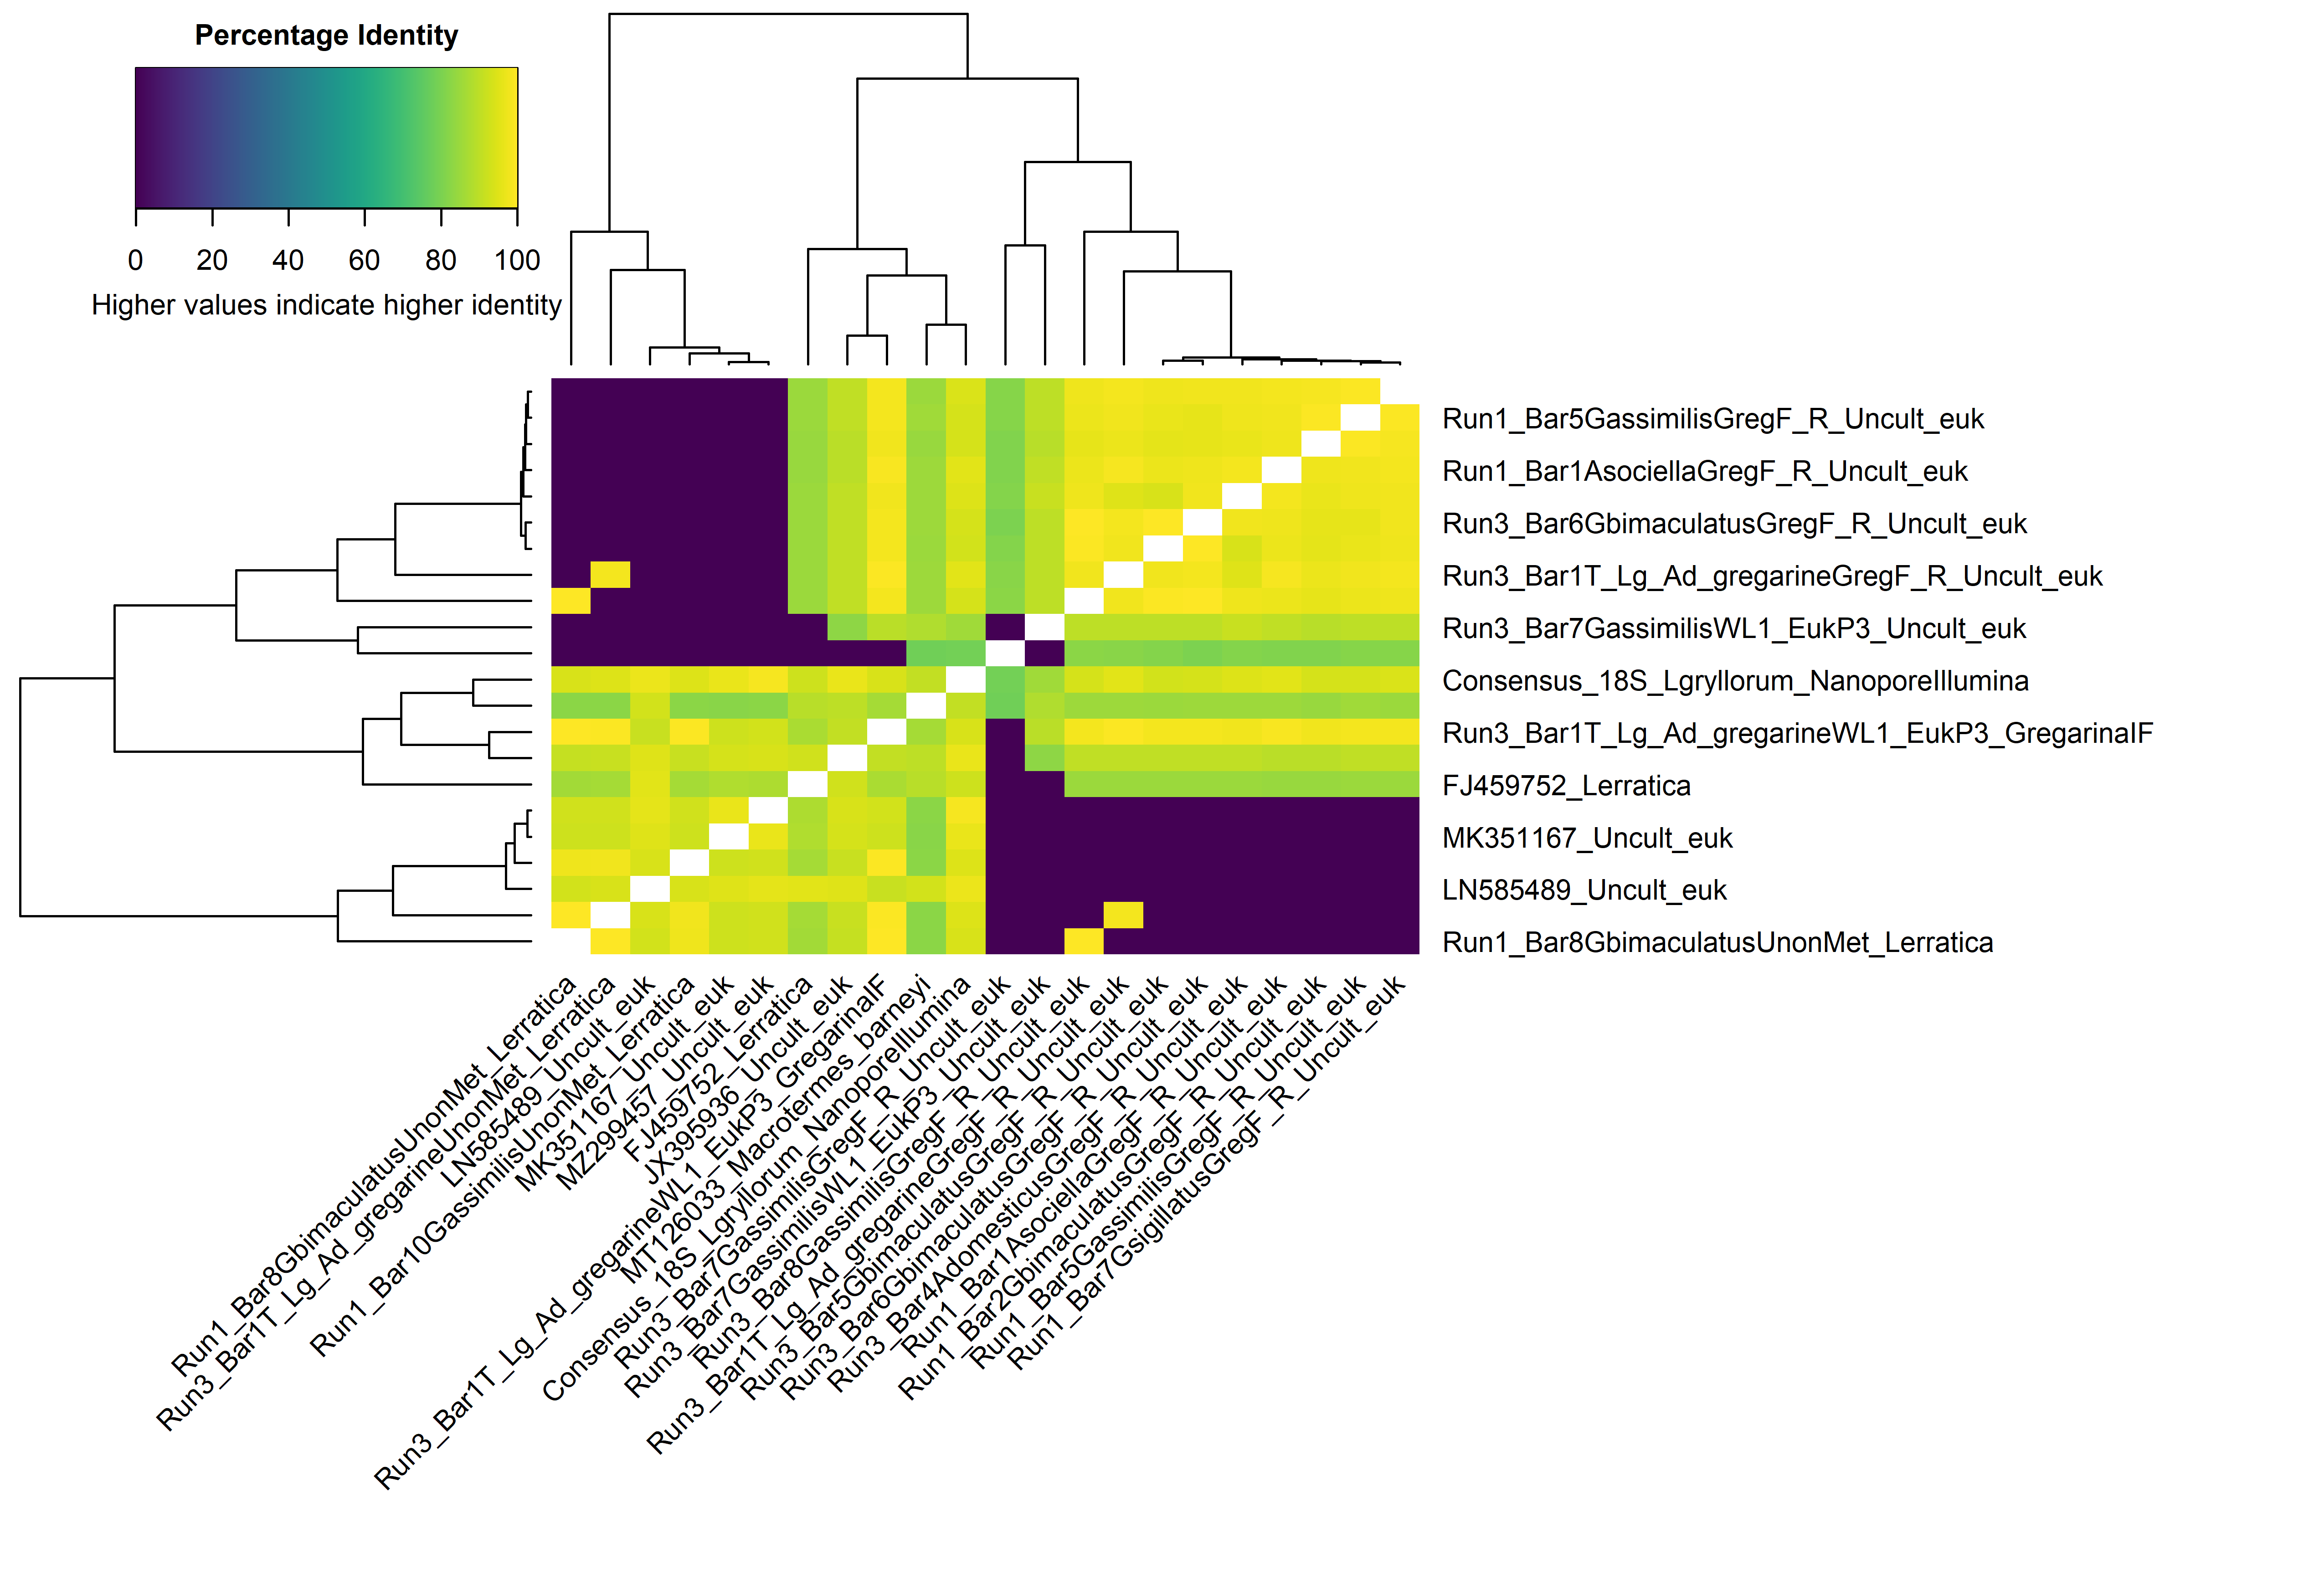 Percentage Identity
0 20 40 60 80 100
Higher values indicate higher identity
Run1_Bar5GassimilisGregF_R_Uncult_euk
Run1_Bar1AsociellaGregF_R_Uncult_euk
Run3_Bar6GbimaculatusGregF_R_Uncult_euk
Run3_Bar1T_Lg_Ad_gregarineGregF_R_Uncult_euk
Run3_Bar7GassimilisWL1_EukP3_Uncult_euk
Consensus_18S_Lgryllorum_NanoporeIllumina
Run3_Bar1T_Lg_Ad_gregarineWL1_EukP3_GregarinaIF
FJ459752_Lerratica
MK351167_Uncult_euk
LN585489_Uncult_euk
Run1_Bar8GbimaculatusUnonMet_Lerratica
Run1_Bar8GbimaculatusUnonMet_Lerratica
Run3_Bar1T_Lg_Ad_gregarineUnonMet_Lerratica
LN585489_Uncult_euk
Run1_Bar10GassimilisUnonMet_Lerratica
MK351167_Uncult_euk
MZ299457_Uncult_euk
FJ459752_Lerratica
JX395936_Uncult_euk
Run3_Bar1T_Lg_Ad_gregarineWL1_EukP3_GregarinaIF
MT126033_Macrotermes_barneyi
Consensus_18S_Lgryllorum_NanoporeIllumina
Run3_Bar7GassimilisGregF_R_Uncult_euk
Run3_Bar7GassimilisWL1_EukP3_Uncult_euk
Run3_Bar8GassimilisGregF_R_Uncult_euk
Run3_Bar1T_Lg_Ad_gregarineGregF_R_Uncult_euk
Run3_Bar5GbimaculatusGregF_R_Uncult_euk
Run3_Bar6GbimaculatusGregF_R_Uncult_euk
Run3_Bar4AdomesticusGregF_R_Uncult_euk
Run1_Bar1AsociellaGregF_R_Uncult_euk
Run1_Bar2GbimaculatusGregF_R_Uncult_euk
Run1_Bar5GassimilisGregF_R_Uncult_euk
Run1_Bar7GsigillatusGregF_R_Uncult_euk